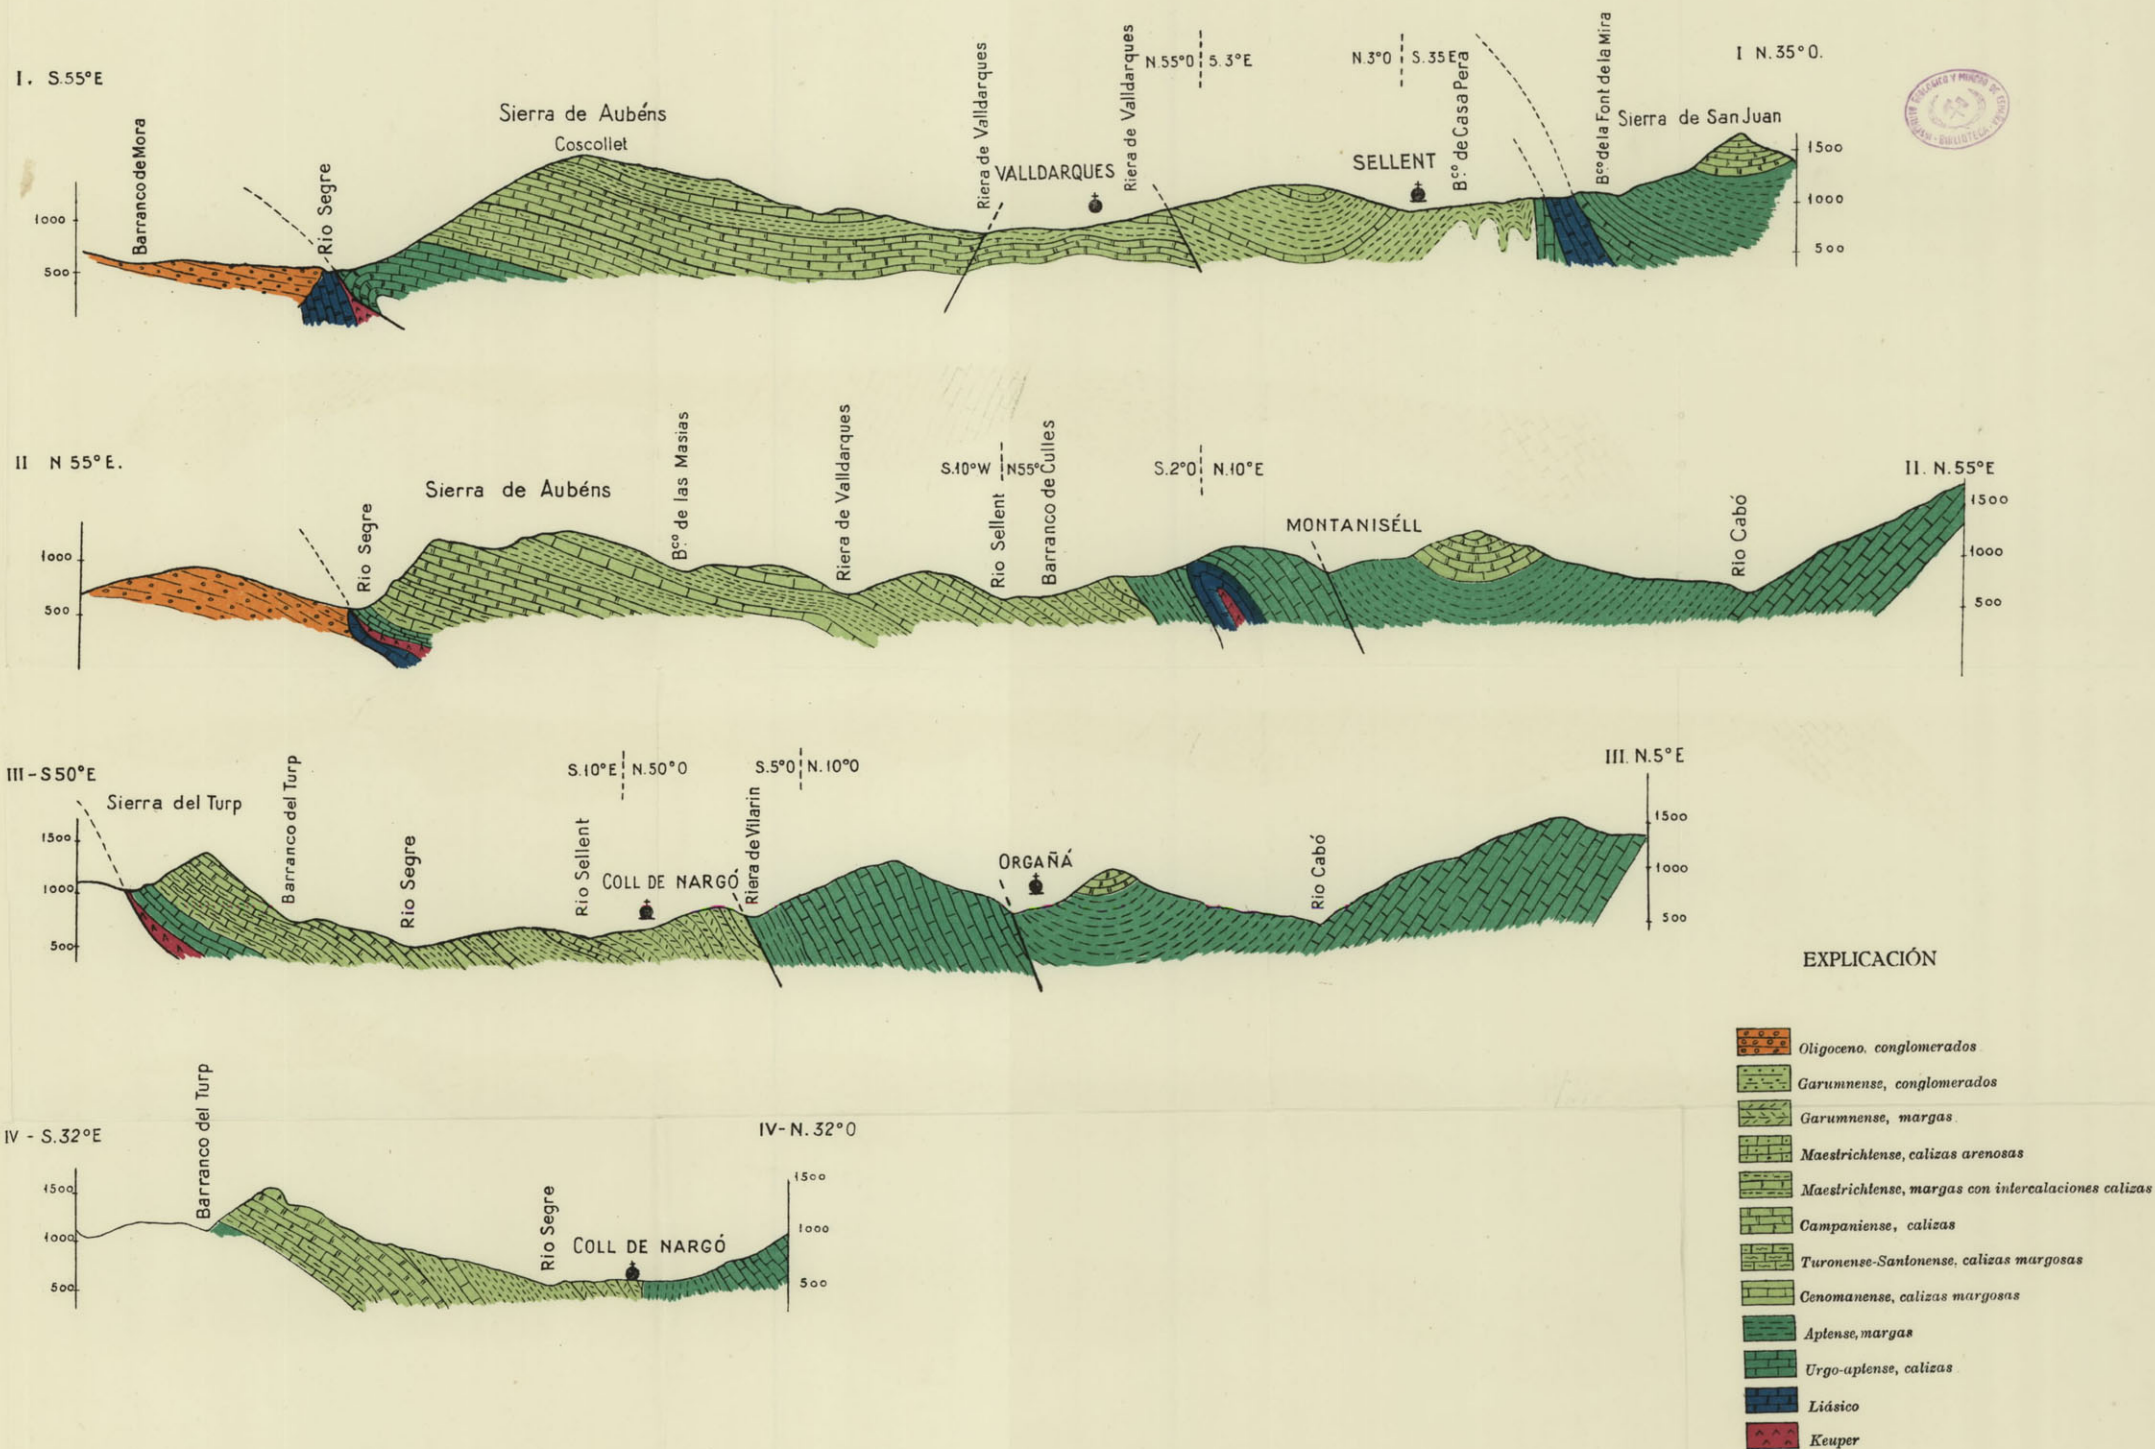 I. S.55°E
Barranco de Mora
Rio Segre
Sierra de Aubéns
Coscollet
Riera de Valldarques
VALLDARQUES
Riera de Valldarques
N.55°O S.3°E
N.3°O S.35E
SELLENT
Bco de Casa Pera
Bco de la Font de la Mira
Sierra de San Juan
I N.35°O.
1000
500
1500
1000
500
II N 55°E.
Rio Segre
Sierra de Aubéns
Bco de las Masias
Riera de Valldarques
S.10°W N55°
Rio Sellent
Barranco de Culles
S.2°O N.10°E
MONTANISÉLL
Rio Cabó
II. N.55°E
1000
500
1500
1000
500
III-S50°E
Sierra del Turp
Barranco del Turp
Rio Segre
S.10°E N.50°O
Rio Sellent
COLL DE NARGÓ
S.5°O N.10°O
Riera de Vilarin
ORGAÑÁ
Rio Cabó
III. N.5°E
1500
1000
500
1500
1000
500
IV - S.32°E
Barranco del Turp
Rio Segre
COLL DE NARGÓ
IV-N.32°O
1500
1000
500
1500
1000
500
EXPLICACIÓN
Oligoceno. conglomerados
Garumnense, conglomerados
Garumnense, margas
Maestrichtense, calizas arenosas
Maestrichtense, margas con intercalaciones calizas
Campaniense, calizas
Turonense-Santonense, calizas margosas
Cenomanense, calizas margosas
Aptense, margas
Urgo-aptense, calizas
Liásico
Keuper